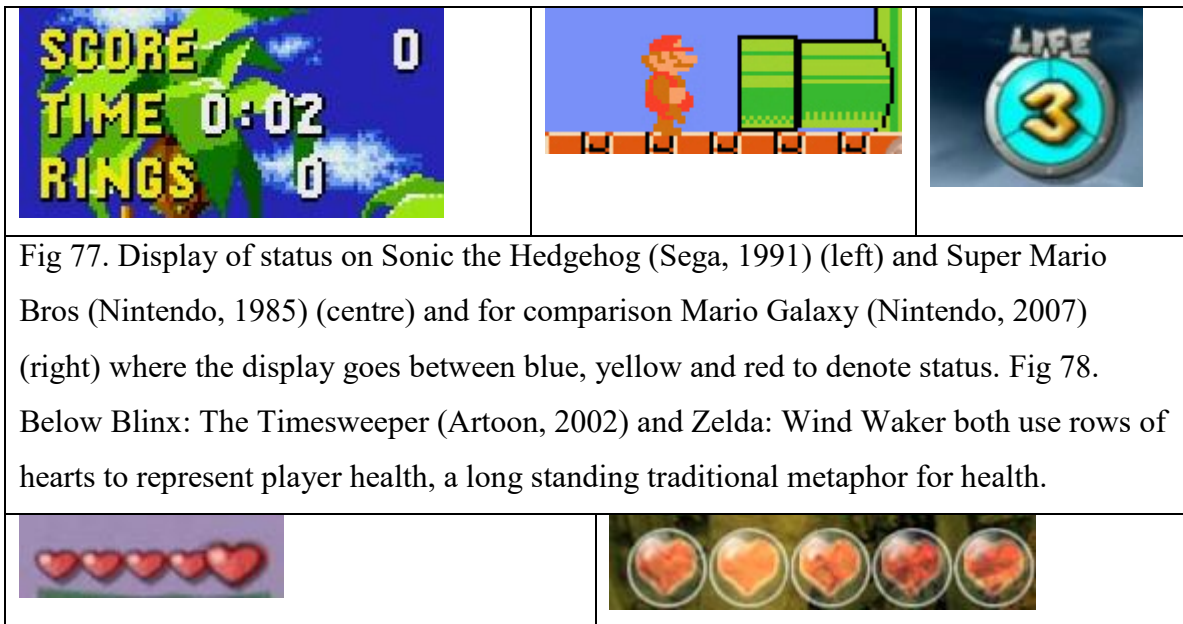 SCORE 0
TIME 0:02
RINGS 0
LIFE
3
Fig 77. Display of status on Sonic the Hedgehog (Sega, 1991) (left) and Super Mario
Bros (Nintendo, 1985) (centre) and for comparison Mario Galaxy (Nintendo, 2007)
(right) where the display goes between blue, yellow and red to denote status. Fig 78.
Below Blinx: The Timesweeper (Artoon, 2002) and Zelda: Wind Waker both use rows of
hearts to represent player health, a long standing traditional metaphor for health.